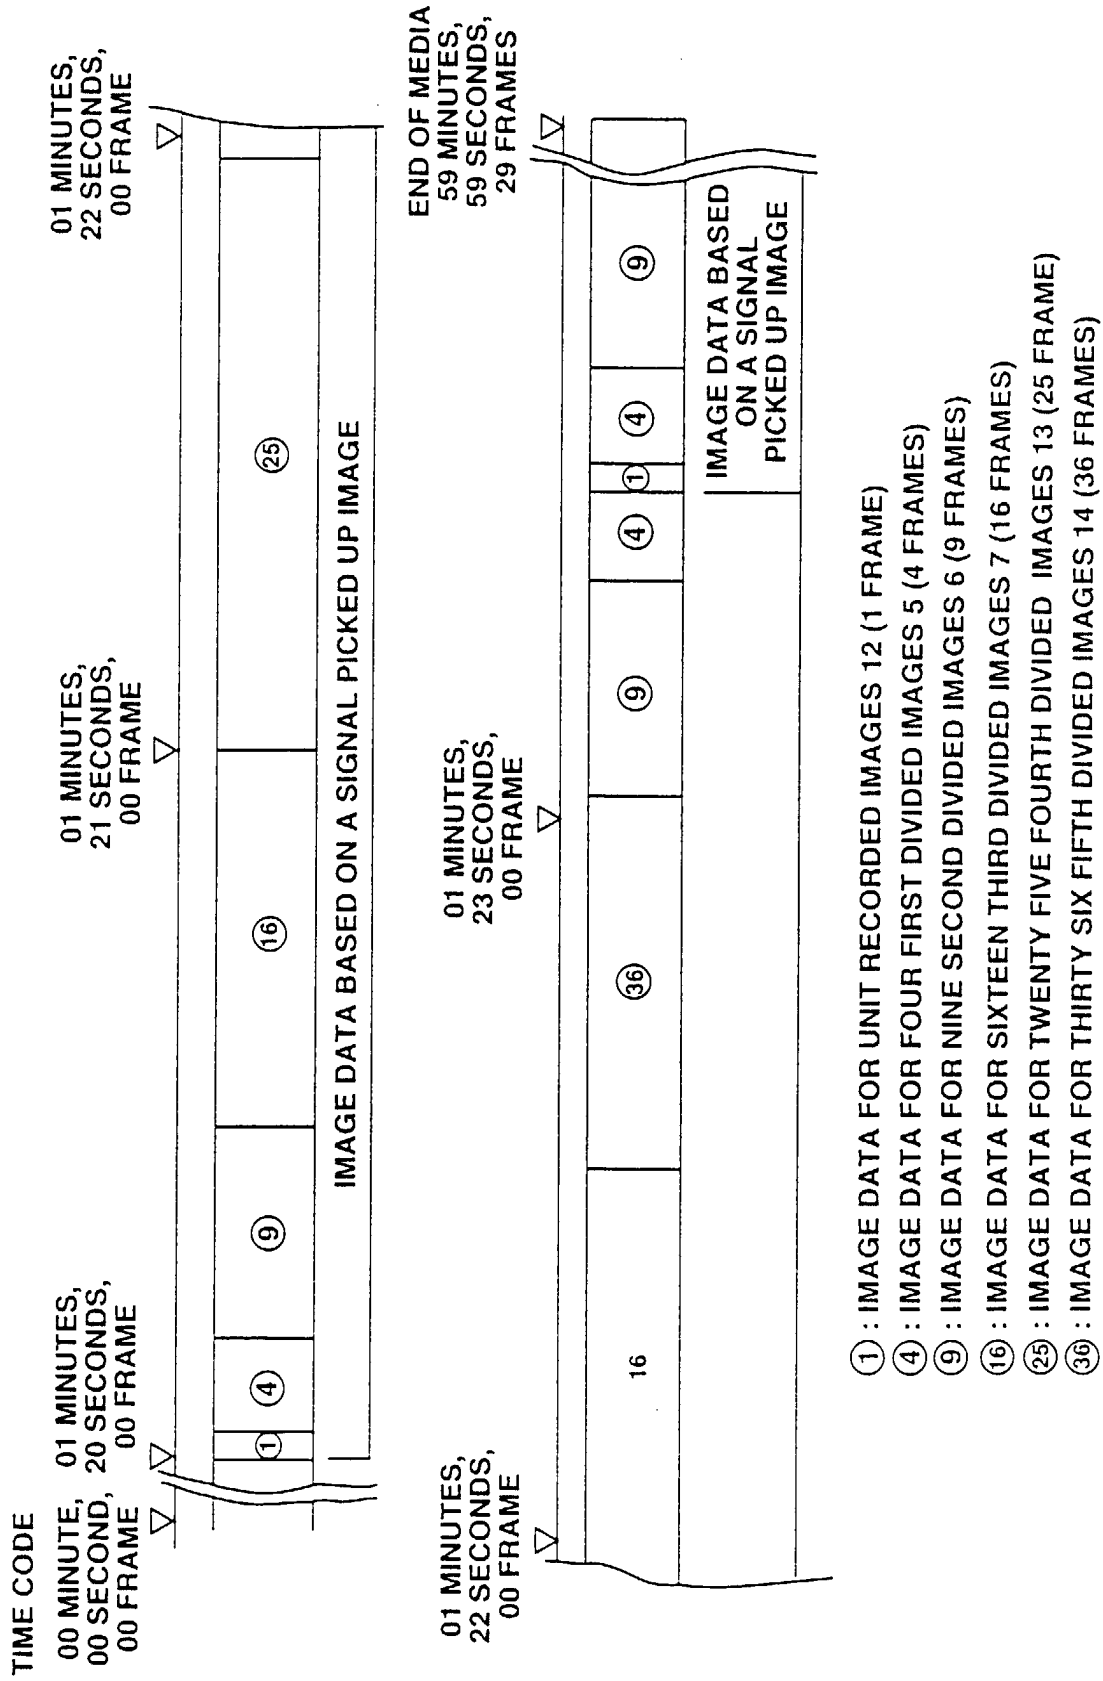 TIME CODE
00 MINUTE,
00 SECOND,
00 FRAME
01 MINUTES,
20 SECONDS,
00 FRAME
01 MINUTES,
21 SECONDS,
00 FRAME
01 MINUTES,
22 SECONDS,
00 FRAME
1
4
9
16
25
IMAGE DATA BASED ON A SIGNAL PICKED UP IMAGE
01 MINUTES,
22 SECONDS,
00 FRAME
01 MINUTES,
23 SECONDS,
00 FRAME
END OF MEDIA
59 MINUTES,
59 SECONDS,
29 FRAMES
16
36
9
4
1
4
9
IMAGE DATA BASED
ON A SIGNAL
PICKED UP IMAGE
1 : IMAGE DATA FOR UNIT RECORDED IMAGES 12 (1 FRAME)
4 : IMAGE DATA FOR FOUR FIRST DIVIDED IMAGES 5 (4 FRAMES)
9 : IMAGE DATA FOR NINE SECOND DIVIDED IMAGES 6 (9 FRAMES)
16 : IMAGE DATA FOR SIXTEEN THIRD DIVIDED IMAGES 7 (16 FRAMES)
25 : IMAGE DATA FOR TWENTY FIVE FOURTH DIVIDED IMAGES 13 (25 FRAME)
36 : IMAGE DATA FOR THIRTY SIX FIFTH DIVIDED IMAGES 14 (36 FRAMES)